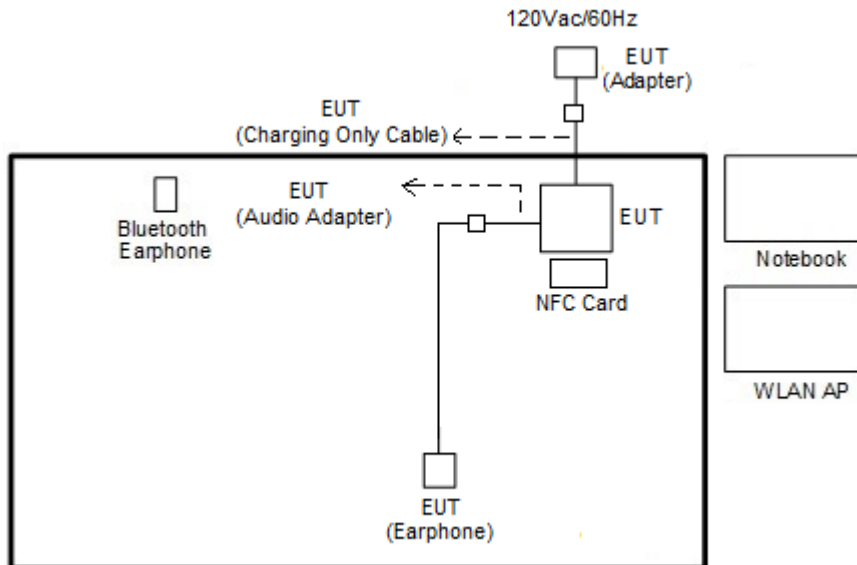 120Vac/60Hz
EUT
(Adapter)
EUT
(Charging Only Cable)
EUT
(Audio Adapter)
Bluetooth
Earphone
EUT
NFC Card
Notebook
WLAN AP
EUT
(Earphone)